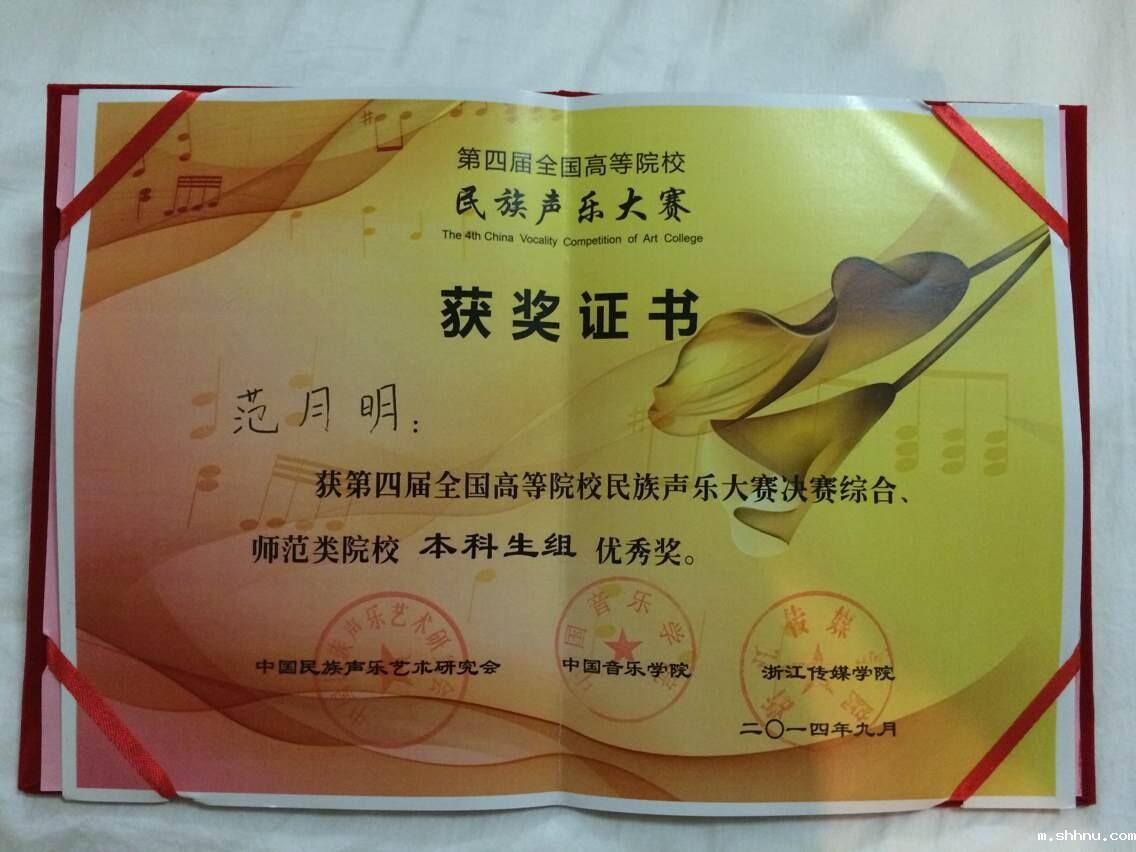 第四届全国高等院校
民族声乐大赛
The 4th China Vocality Competition of Art College
获奖证书
范月明：
获第四届全国高等院校民族声乐大赛决赛综合、
师范类院校 本科生组 优秀奖。
中国民族声乐艺术研究会 中国音乐学院 浙江传媒学院
二〇一四年九月
m.shhnu.com